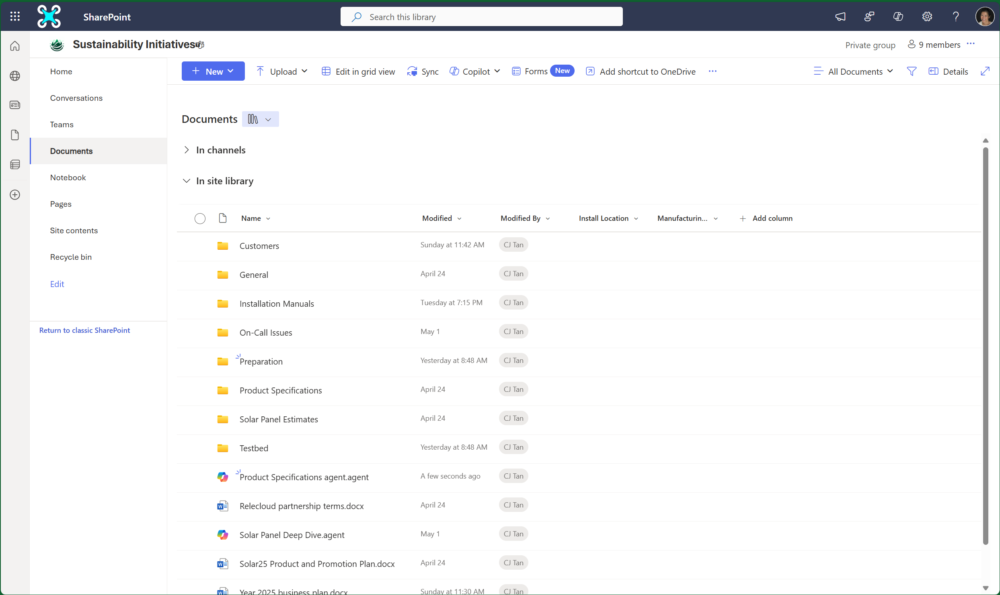 SharePoint
Search this library
Sustainability Initiatives
Private group
9 members
Home
Conversations
Teams
Documents
Notebook
Pages
Site contents
Recycle bin
Edit
Return to classic SharePoint
New
Upload
Edit in grid view
Sync
Copilot
Forms New
Add shortcut to OneDrive
All Documents
Details
Documents
In channels
In site library
Name Modified Modified By Install Location Manufacturin... Add column
Customers Sunday at 11:42 AM CJ Tan
General April 24 CJ Tan
Installation Manuals Tuesday at 7:15 PM CJ Tan
On-Call Issues May 1 CJ Tan
Preparation Yesterday at 8:48 AM CJ Tan
Product Specifications April 24 CJ Tan
Solar Panel Estimates April 24 CJ Tan
Testbed Yesterday at 8:48 AM CJ Tan
Product Specifications agent.agent A few seconds ago CJ Tan
Relecloud partnership terms.docx April 24 CJ Tan
Solar Panel Deep Dive.agent May 1 CJ Tan
Solar25 Product and Promotion Plan.docx April 24 CJ Tan
Year 2025 business plan.docx Sunday at 11:30 AM CJ Tan